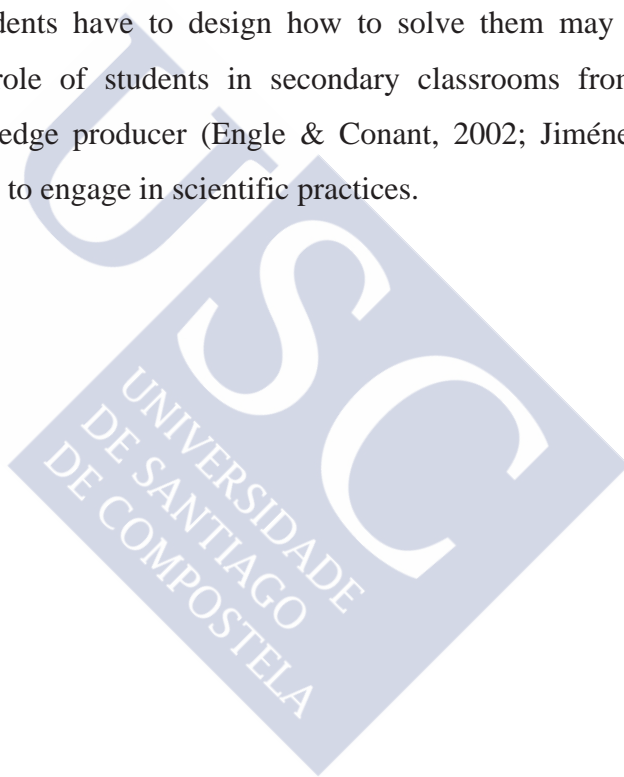 dents have to design how to solve them may
role of students in secondary classrooms from
edge producer (Engle & Conant, 2002; Jiméne
to engage in scientific practices.
USC
UNIVERSIDADE
DE SANTIAGO
DE COMPOSTELA